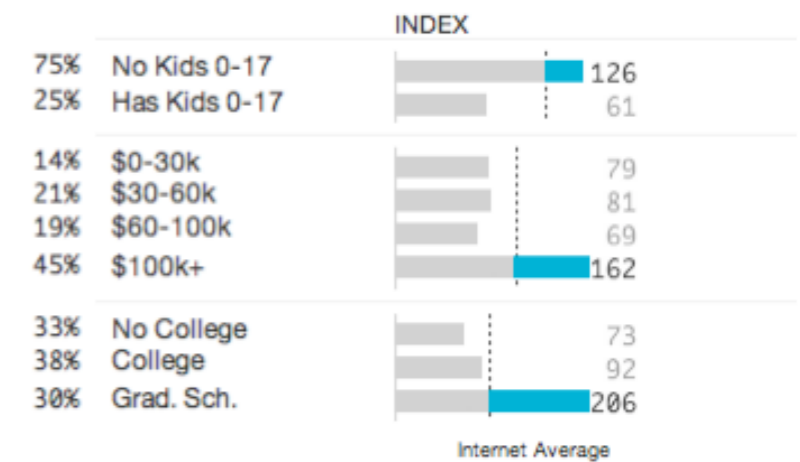 INDEX
75% No Kids 0-17 126
25% Has Kids 0-17 61
14% $0-30k 79
21% $30-60k 81
19% $60-100k 69
45% $100k+ 162
33% No College 73
38% College 92
30% Grad. Sch. 206
Internet Average